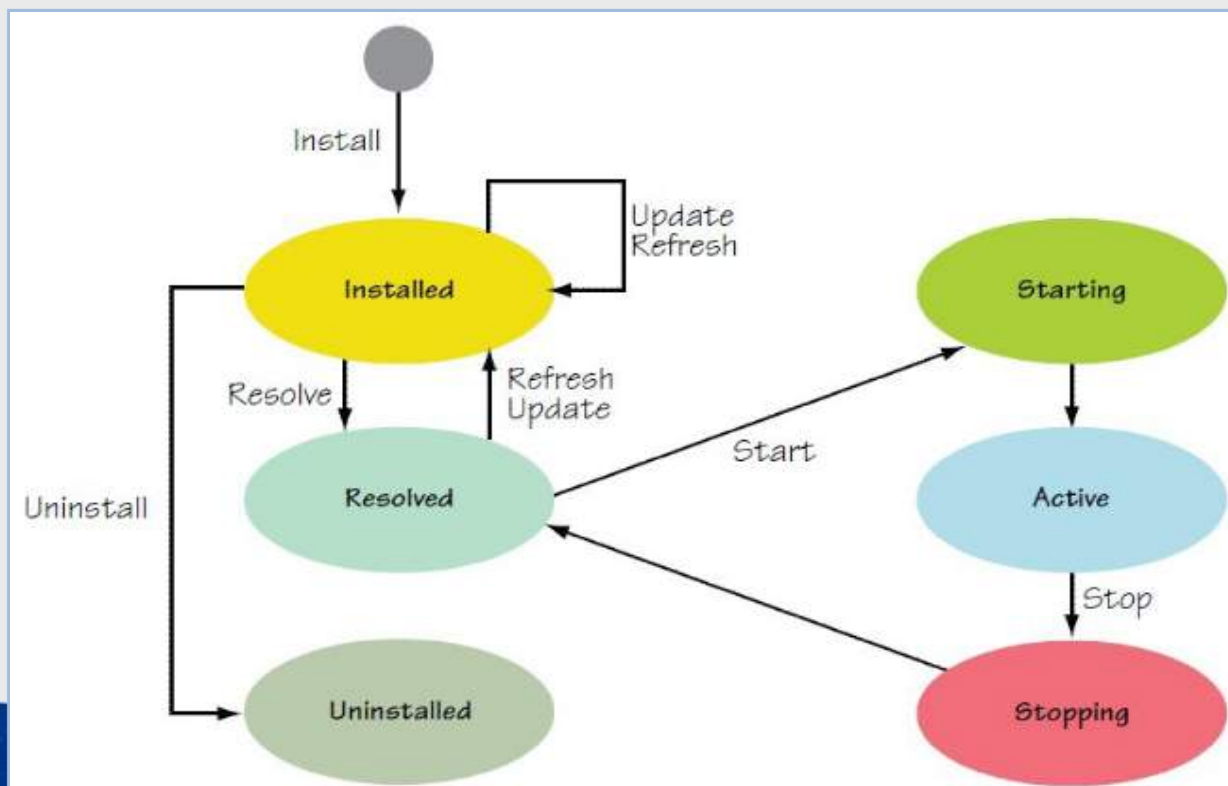 Install
Update
Refresh
Installed
Starting
Resolve
Refresh
Update
Start
Uninstall
Resolved
Active
Stop
Uninstalled
Stopping